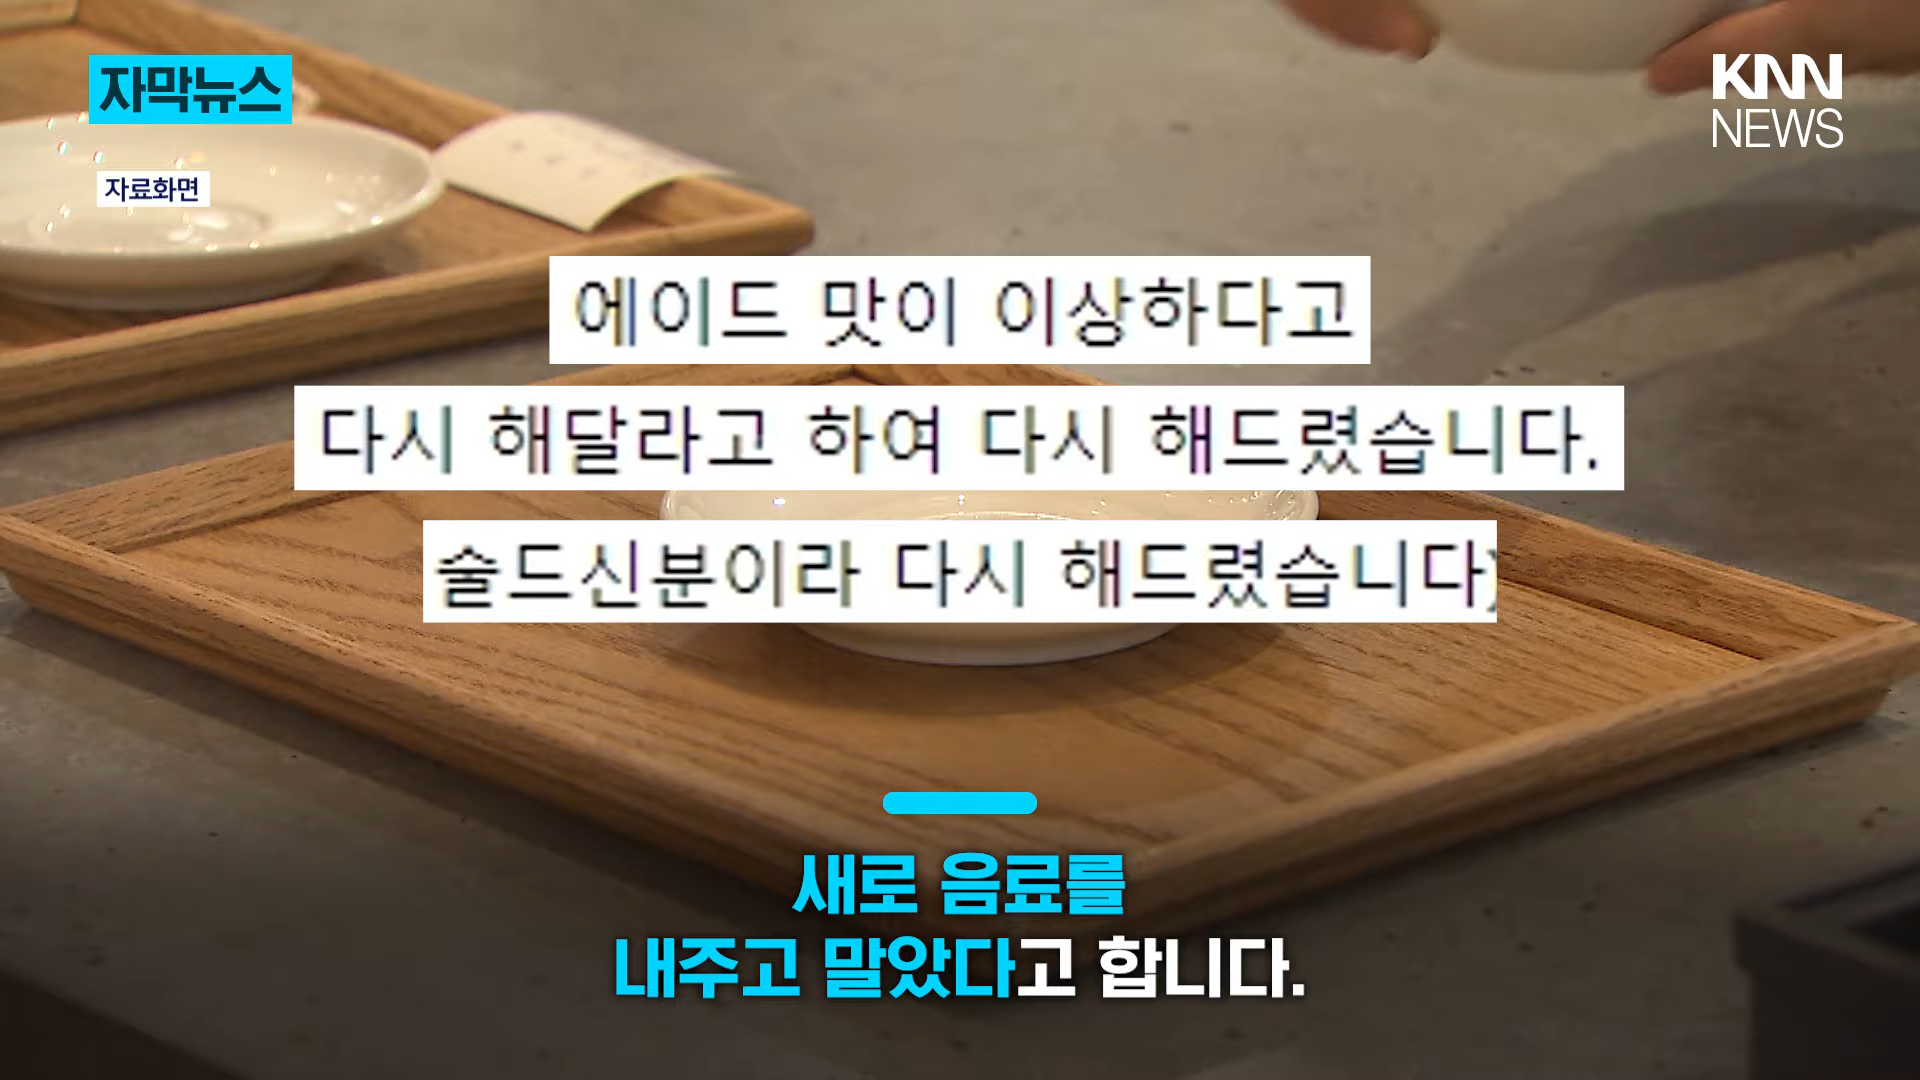 자막뉴스
KNN
NEWS
자료화면
에이드 맛이 이상하다고
다시 해달라고 하여 다시 해드렸습니다.
술드신분이라 다시 해드렸습니다)
새로 음료를
내주고 말았다고 합니다.